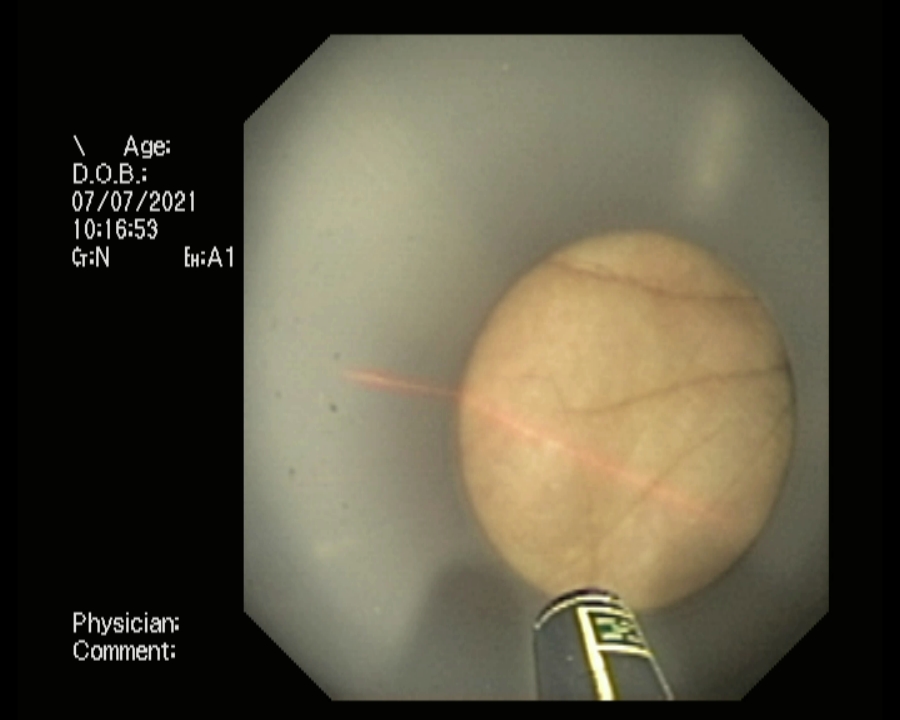 \ Age:
D.O.B.:
07/07/2021
10:16:53
Cr:N EH:A1
Physician:
Comment: